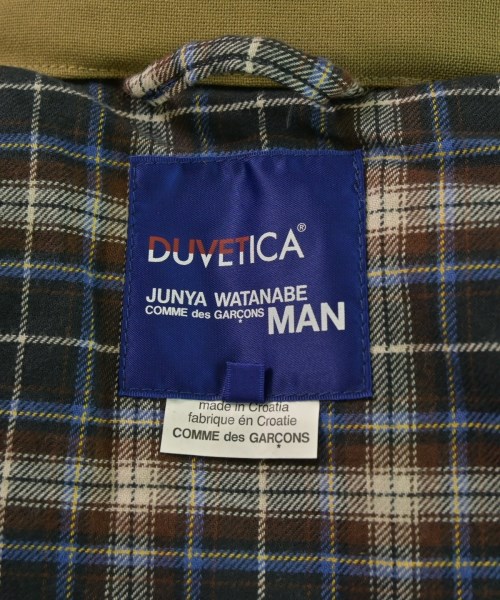 DUVETICA®
JUNYA WATANABE
COMME des GARÇONS MAN
made in Croatia
fabriqué en Croatie
COMME des GARÇONS